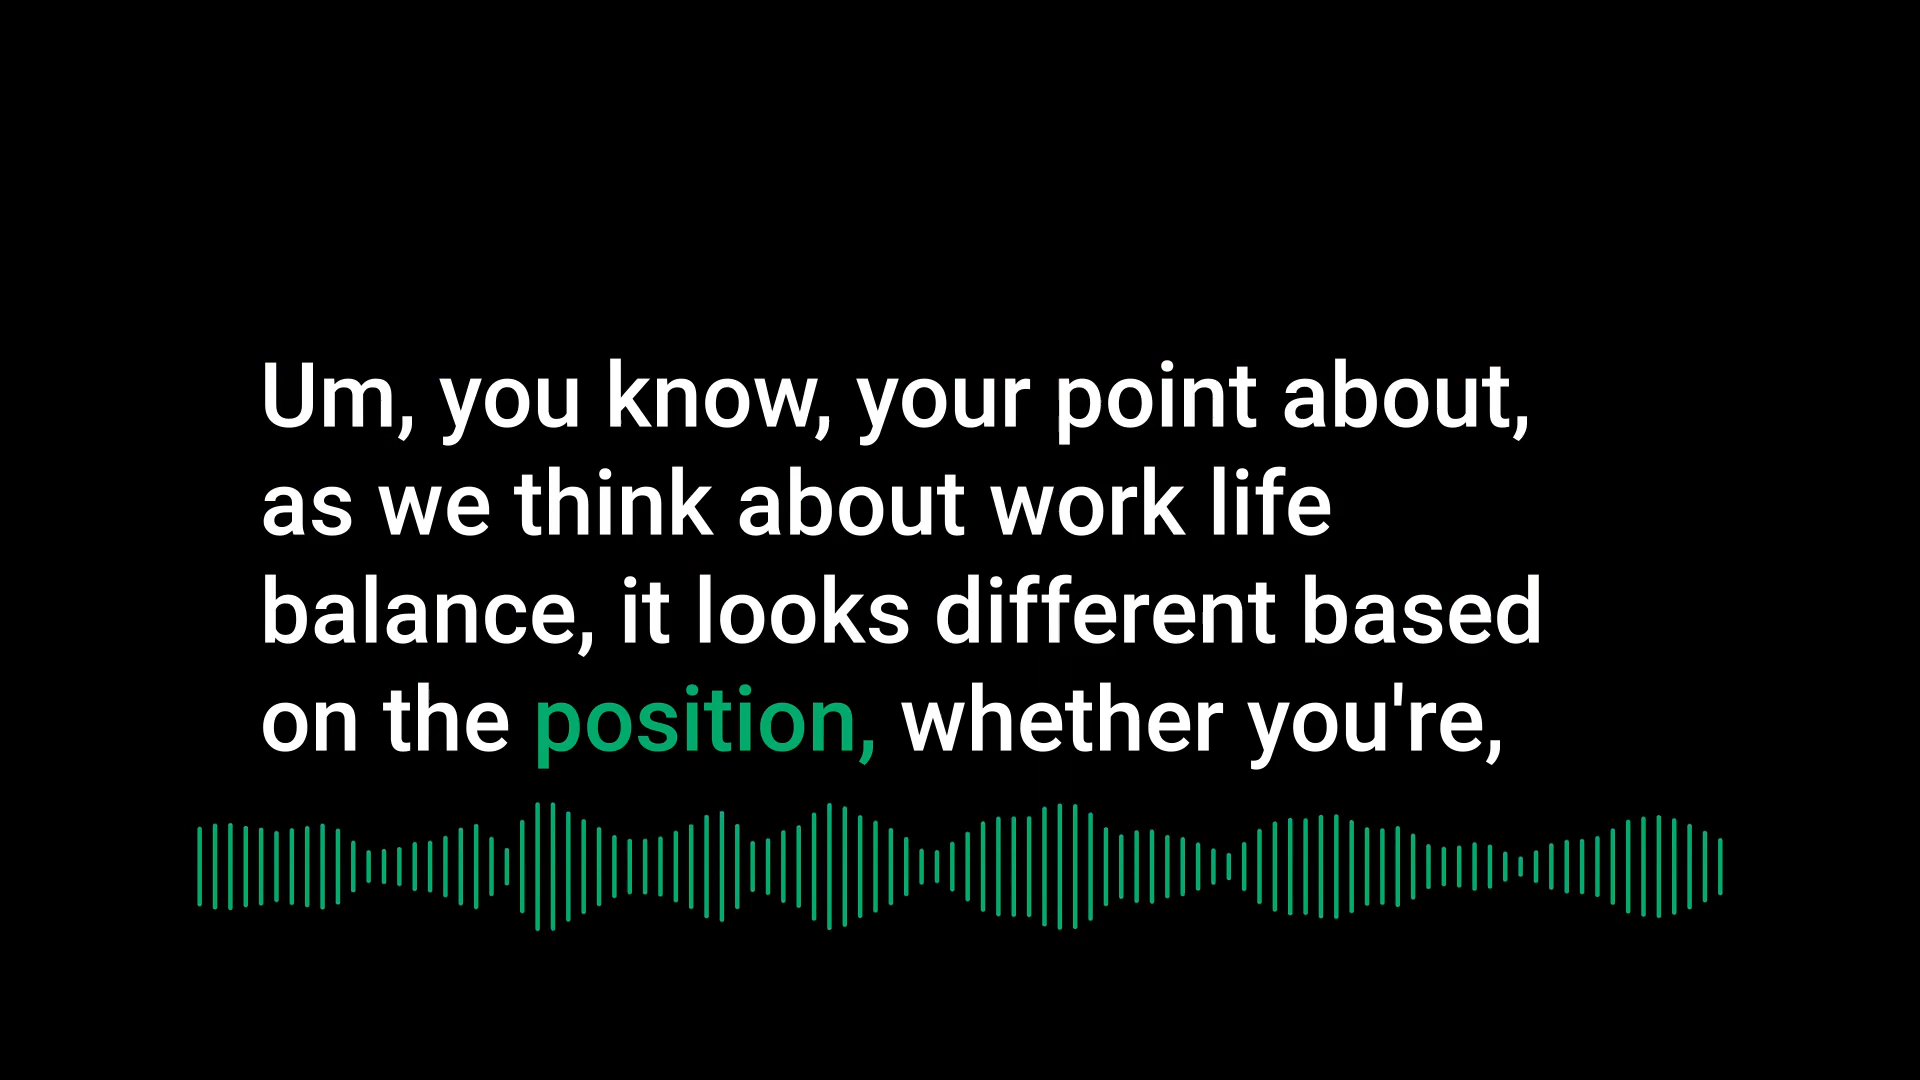 Um, you know, your point about,
as we think about work life
balance, it looks different based
on the position, whether you're,